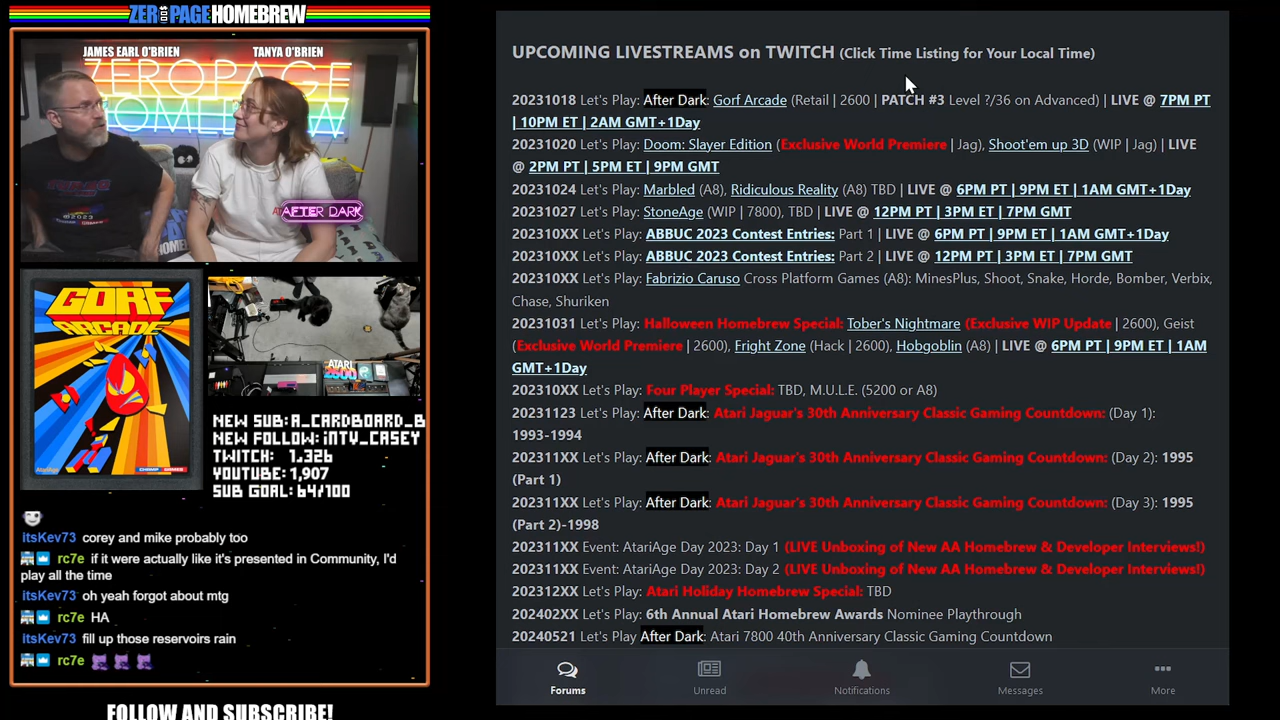 ZEROPAGE HOMEBREW
JAMES EARL O'BRIEN
TANYA O'BRIEN
ZEROPAGE
HOMEBREW
©2023
AFTER DARK
GORF
ARCADE
AtariAge
CHAMP GAMES
ATARI
2600
NEW SUB: A_CARDBOARD_B
NEW FOLLOW: iNTV_CASEY
TWITCH: 1,326
YOUTUBE: 1,907
SUB GOAL: 64/100
itsKev73 corey and mike probably too
rc7e if it were actually like it's presented in Community, I'd
play all the time
itsKev73 oh yeah forgot about mtg
rc7e HA
itsKev73 fill up those reservoirs rain
rc7e
FOLLOW AND SUBSCRIBE!
UPCOMING LIVESTREAMS on TWITCH (Click Time Listing for Your Local Time)
20231018 Let's Play: After Dark: Gorf Arcade (Retail | 2600 | PATCH #3 Level ?/36 on Advanced) | LIVE @ 7PM PT
| 10PM ET | 2AM GMT+1Day
20231020 Let's Play: Doom: Slayer Edition (Exclusive World Premiere | Jag), Shoot'em up 3D (WIP | Jag) | LIVE
@ 2PM PT | 5PM ET | 9PM GMT
20231024 Let's Play: Marbled (A8), Ridiculous Reality (A8) TBD | LIVE @ 6PM PT | 9PM ET | 1AM GMT+1Day
20231027 Let's Play: StoneAge (WIP | 7800), TBD | LIVE @ 12PM PT | 3PM ET | 7PM GMT
202310XX Let's Play: ABBUC 2023 Contest Entries: Part 1 | LIVE @ 6PM PT | 9PM ET | 1AM GMT+1Day
202310XX Let's Play: ABBUC 2023 Contest Entries: Part 2 | LIVE @ 12PM PT | 3PM ET | 7PM GMT
202310XX Let's Play: Fabrizio Caruso Cross Platform Games (A8): MinesPlus, Shoot, Snake, Horde, Bomber, Verbix,
Chase, Shuriken
20231031 Let's Play: Halloween Homebrew Special: Tober's Nightmare (Exclusive WIP Update | 2600), Geist
(Exclusive World Premiere | 2600), Fright Zone (Hack | 2600), Hobgoblin (A8) | LIVE @ 6PM PT | 9PM ET | 1AM
GMT+1Day
202310XX Let's Play: Four Player Special: TBD, M.U.L.E. (5200 or A8)
20231123 Let's Play: After Dark: Atari Jaguar's 30th Anniversary Classic Gaming Countdown: (Day 1):
1993-1994
202311XX Let's Play: After Dark: Atari Jaguar's 30th Anniversary Classic Gaming Countdown: (Day 2): 1995
(Part 1)
202311XX Let's Play: After Dark: Atari Jaguar's 30th Anniversary Classic Gaming Countdown: (Day 3): 1995
(Part 2)-1998
202311XX Event: AtariAge Day 2023: Day 1 (LIVE Unboxing of New AA Homebrew & Developer Interviews!)
202311XX Event: AtariAge Day 2023: Day 2 (LIVE Unboxing of New AA Homebrew & Developer Interviews!)
202312XX Let's Play: Atari Holiday Homebrew Special: TBD
202402XX Let's Play: 6th Annual Atari Homebrew Awards Nominee Playthrough
20240521 Let's Play After Dark: Atari 7800 40th Anniversary Classic Gaming Countdown
Forums
Unread
Notifications
Messages
More